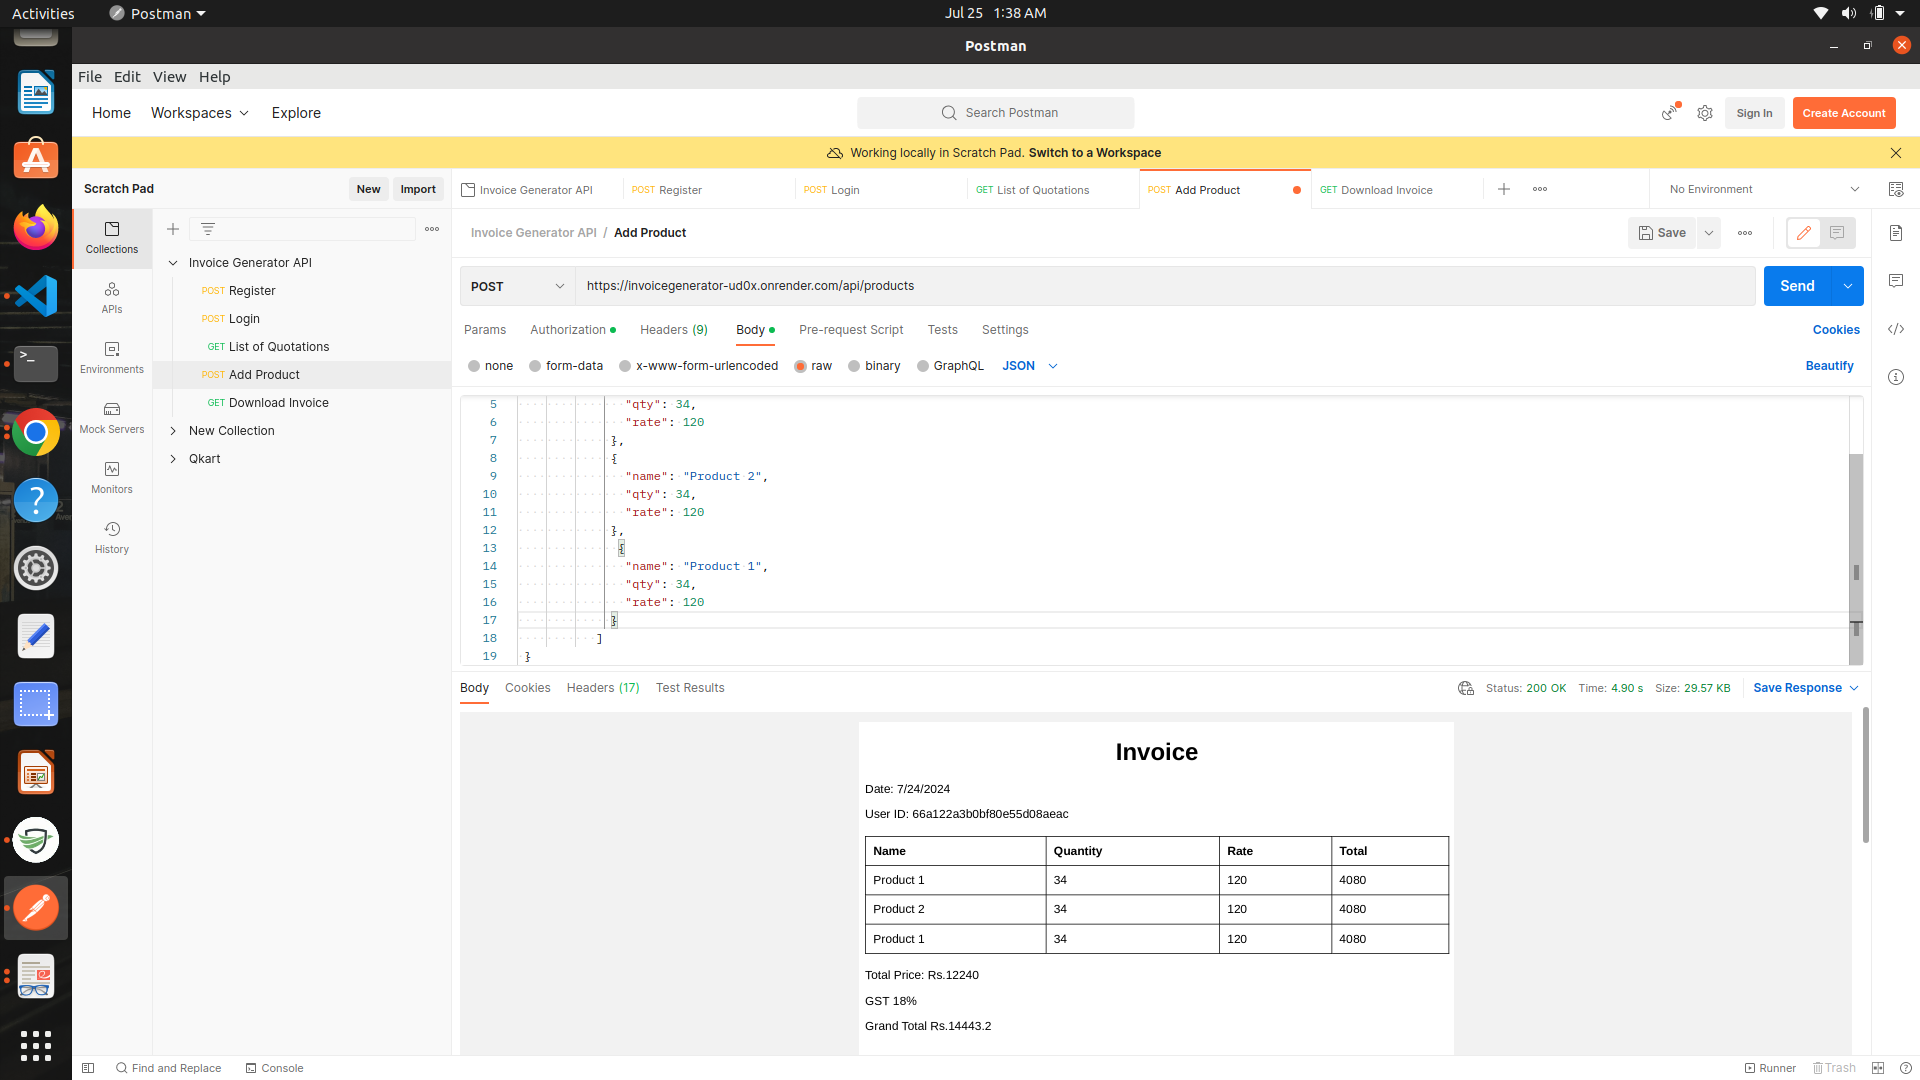 Activities
Postman
Jul 25 1:38 AM
Postman
File Edit View Help
Home Workspaces Explore
Search Postman
Sign In
Create Account
Working locally in Scratch Pad. Switch to a Workspace
Scratch Pad
New
Import
Invoice Generator API
POST Register
POST Login
GET List of Quotations
POST Add Product
GET Download Invoice
No Environment
Collections
APIs
Environments
Mock Servers
Monitors
History
Invoice Generator API
POST Register
POST Login
GET List of Quotations
POST Add Product
GET Download Invoice
New Collection
Qkart
Invoice Generator API / Add Product
Save
POST
https://invoicegenerator-ud0x.onrender.com/api/products
Send
Params Authorization Headers (9) Body Pre-request Script Tests Settings
Cookies
none form-data x-www-form-urlencoded raw binary GraphQL JSON
Beautify
5 "qty": 34,
6 "rate": 120
7 },
8 {
9 "name": "Product 2",
10 "qty": 34,
11 "rate": 120
12 },
13 {
14 "name": "Product 1",
15 "qty": 34,
16 "rate": 120
17 }
18 ]
19 }
Body Cookies Headers (17) Test Results
Status: 200 OK Time: 4.90 s Size: 29.57 KB
Save Response
Invoice
Date: 7/24/2024
User ID: 66a122a3b0bf80e55d08aeac
Name Quantity Rate Total
Product 1 34 120 4080
Product 2 34 120 4080
Product 1 34 120 4080
Total Price: Rs.12240
GST 18%
Grand Total Rs.14443.2
Find and Replace
Console
Runner
Trash